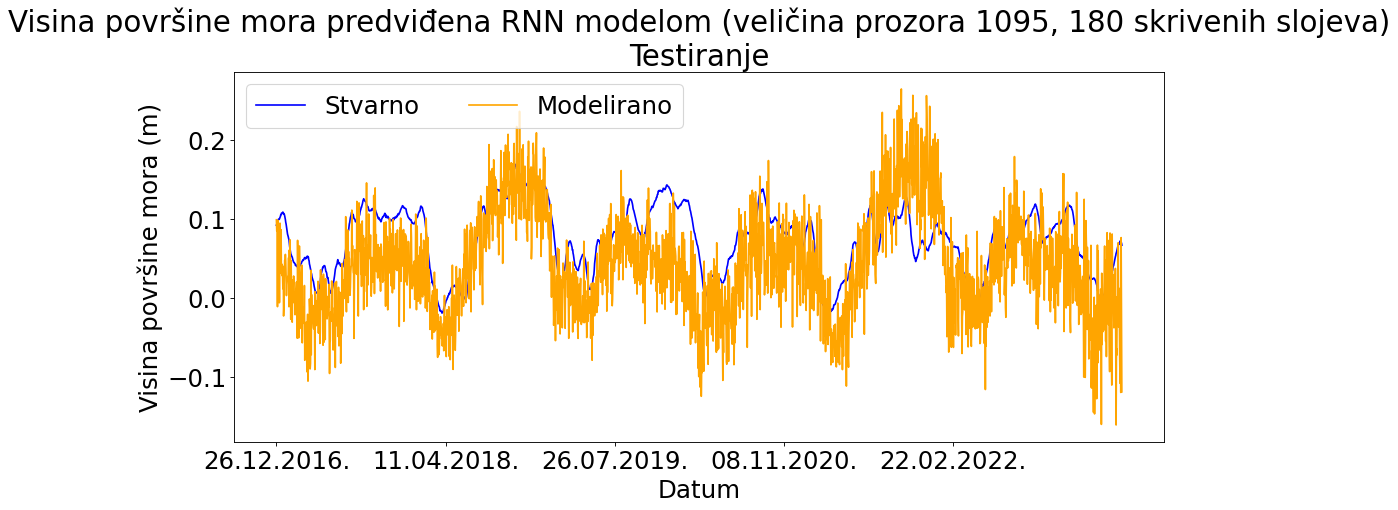 Visina površine mora predviđena RNN modelom (veličina prozora 1095, 180 skrivenih slojeva)
Testiranje
Stvarno
Modelirano
Visina površine mora (m)
0.2
0.1
0.0
−0.1
26.12.2016.
11.04.2018.
26.07.2019.
08.11.2020.
22.02.2022.
Datum